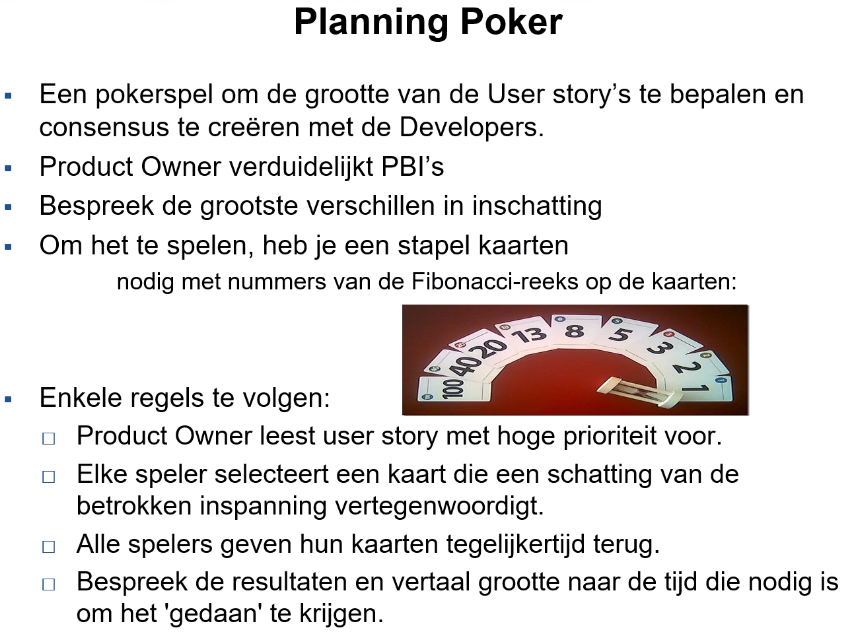 Planning Poker
Een pokerspel om de grootte van de User story’s te bepalen en
consensus te creëren met de Developers.
Product Owner verduidelijkt PBI’s
Bespreek de grootste verschillen in inschatting
Om het te spelen, heb je een stapel kaarten
nodig met nummers van de Fibonacci-reeks op de kaarten:
100 40 20 13 8 5 3 2 1
Enkele regels te volgen:
Product Owner leest user story met hoge prioriteit voor.
Elke speler selecteert een kaart die een schatting van de
betrokken inspanning vertegenwoordigt.
Alle spelers geven hun kaarten tegelijkertijd terug.
Bespreek de resultaten en vertaal grootte naar de tijd die nodig is
om het 'gedaan' te krijgen.